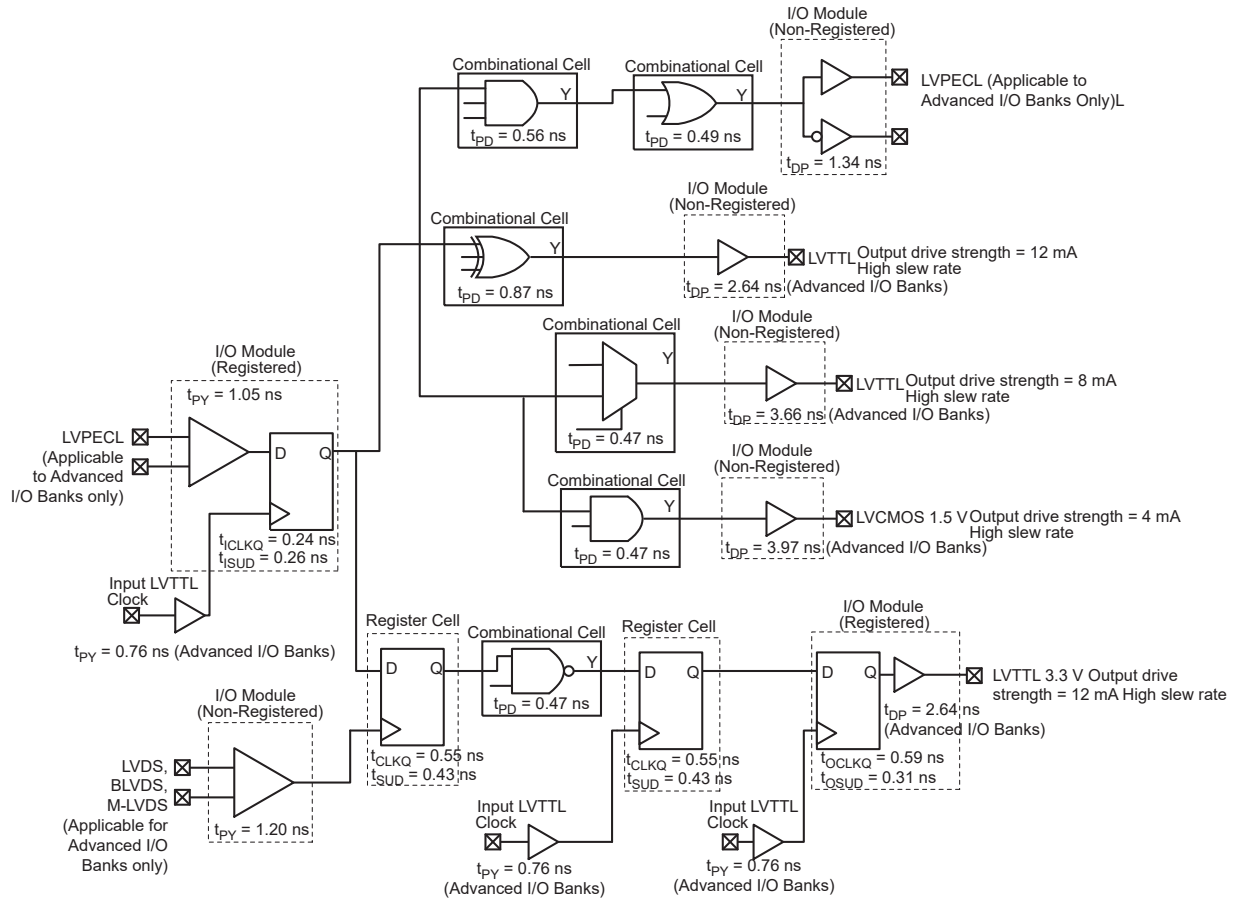 I/O Module
(Non-Registered)
Combinational Cell
Y
tPD = 0.56 ns
Combinational Cell
Y
tPD = 0.49 ns
LVPECL (Applicable to
Advanced I/O Banks Only)L
tDP = 1.34 ns
I/O Module
(Non-Registered)
Combinational Cell
Y
tPD = 0.87 ns
LVTTL Output drive strength = 12 mA
High slew rate
tDP = 2.64 ns (Advanced I/O Banks)
Combinational Cell
Y
tPD = 0.47 ns
I/O Module
(Non-Registered)
LVTTL Output drive strength = 8 mA
High slew rate
tDP = 3.66 ns (Advanced I/O Banks)
I/O Module
(Registered)
tPY = 1.05 ns
LVPECL
(Applicable
to Advanced
I/O Banks only)
D
Q
tICLKQ = 0.24 ns
tISUD = 0.26 ns
Input LVTTL
Clock
tPY = 0.76 ns (Advanced I/O Banks)
I/O Module
(Non-Registered)
Combinational Cell
Y
tPD = 0.47 ns
LVCMOS 1.5 V Output drive strength = 4 mA
High slew rate
tDP = 3.97 ns (Advanced I/O Banks)
Register Cell
D
Q
tCLKQ = 0.55 ns
tSUD = 0.43 ns
Combinational Cell
Y
tPD = 0.47 ns
Register Cell
D
Q
tCLKQ = 0.55 ns
tSUD = 0.43 ns
I/O Module
(Registered)
D
Q
tDP = 2.64 ns
(Advanced I/O Banks)
tOCLKQ = 0.59 ns
tOSUD = 0.31 ns
LVTTL 3.3 V Output drive
strength = 12 mA High slew rate
I/O Module
(Non-Registered)
LVDS,
BLVDS,
M-LVDS
(Applicable for
Advanced I/O
Banks only)
tPY = 1.20 ns
Input LVTTL
Clock
tPY = 0.76 ns
(Advanced I/O Banks)
Input LVTTL
Clock
tPY = 0.76 ns
(Advanced I/O Banks)